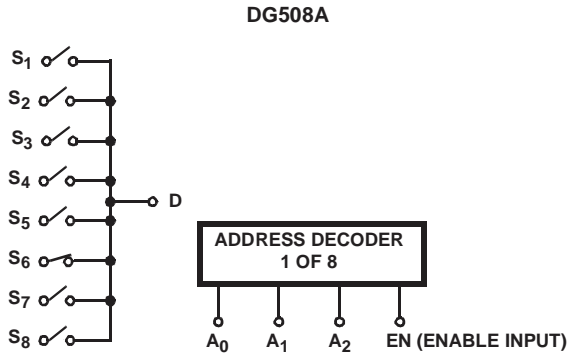 DG508A
S1
S2
S3
S4
D
S5
S6
S7
S8
ADDRESS DECODER
1 OF 8
A0 A1 A2 EN (ENABLE INPUT)